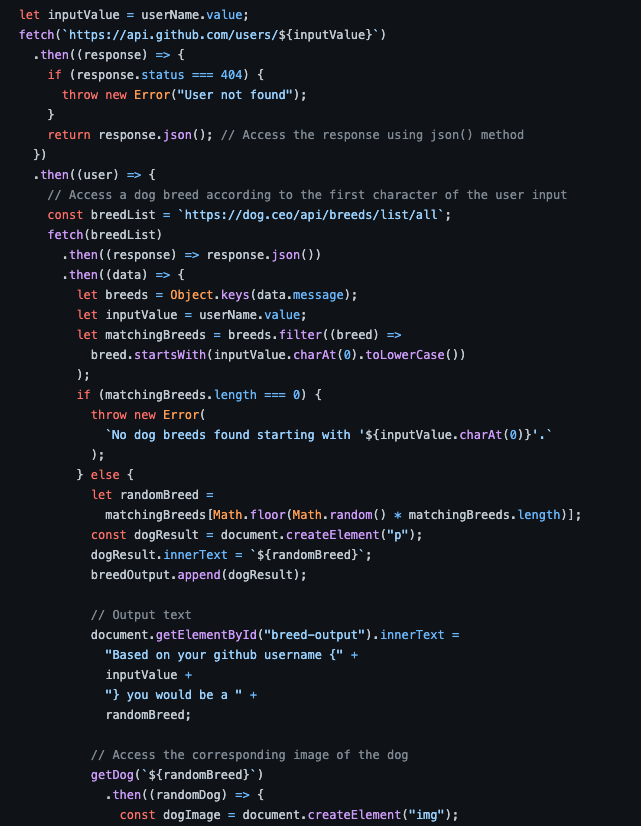 let inputValue = userName.value;
fetch(`https://api.github.com/users/${inputValue}`)
  .then((response) => {
    if (response.status === 404) {
      throw new Error("User not found");
    }
    return response.json(); // Access the response using json() method
  })
  .then((user) => {
    // Access a dog breed according to the first character of the user input
    const breedList = `https://dog.ceo/api/breeds/list/all`;
    fetch(breedList)
      .then((response) => response.json())
      .then((data) => {
        let breeds = Object.keys(data.message);
        let inputValue = userName.value;
        let matchingBreeds = breeds.filter((breed) =>
          breed.startsWith(inputValue.charAt(0).toLowerCase())
        );
        if (matchingBreeds.length === 0) {
          throw new Error(
            `No dog breeds found starting with '${inputValue.charAt(0)}'.`
          );
        } else {
          let randomBreed =
            matchingBreeds[Math.floor(Math.random() * matchingBreeds.length)];
          const dogResult = document.createElement("p");
          dogResult.innerText = `${randomBreed}`;
          breedOutput.append(dogResult);

          // Output text
          document.getElementById("breed-output").innerText =
            "Based on your github username {" +
            inputValue +
            "} you would be a " +
            randomBreed;

          // Access the corresponding image of the dog
          getDog(`${randomBreed}`)
            .then((randomDog) => {
              const dogImage = document.createElement("img");